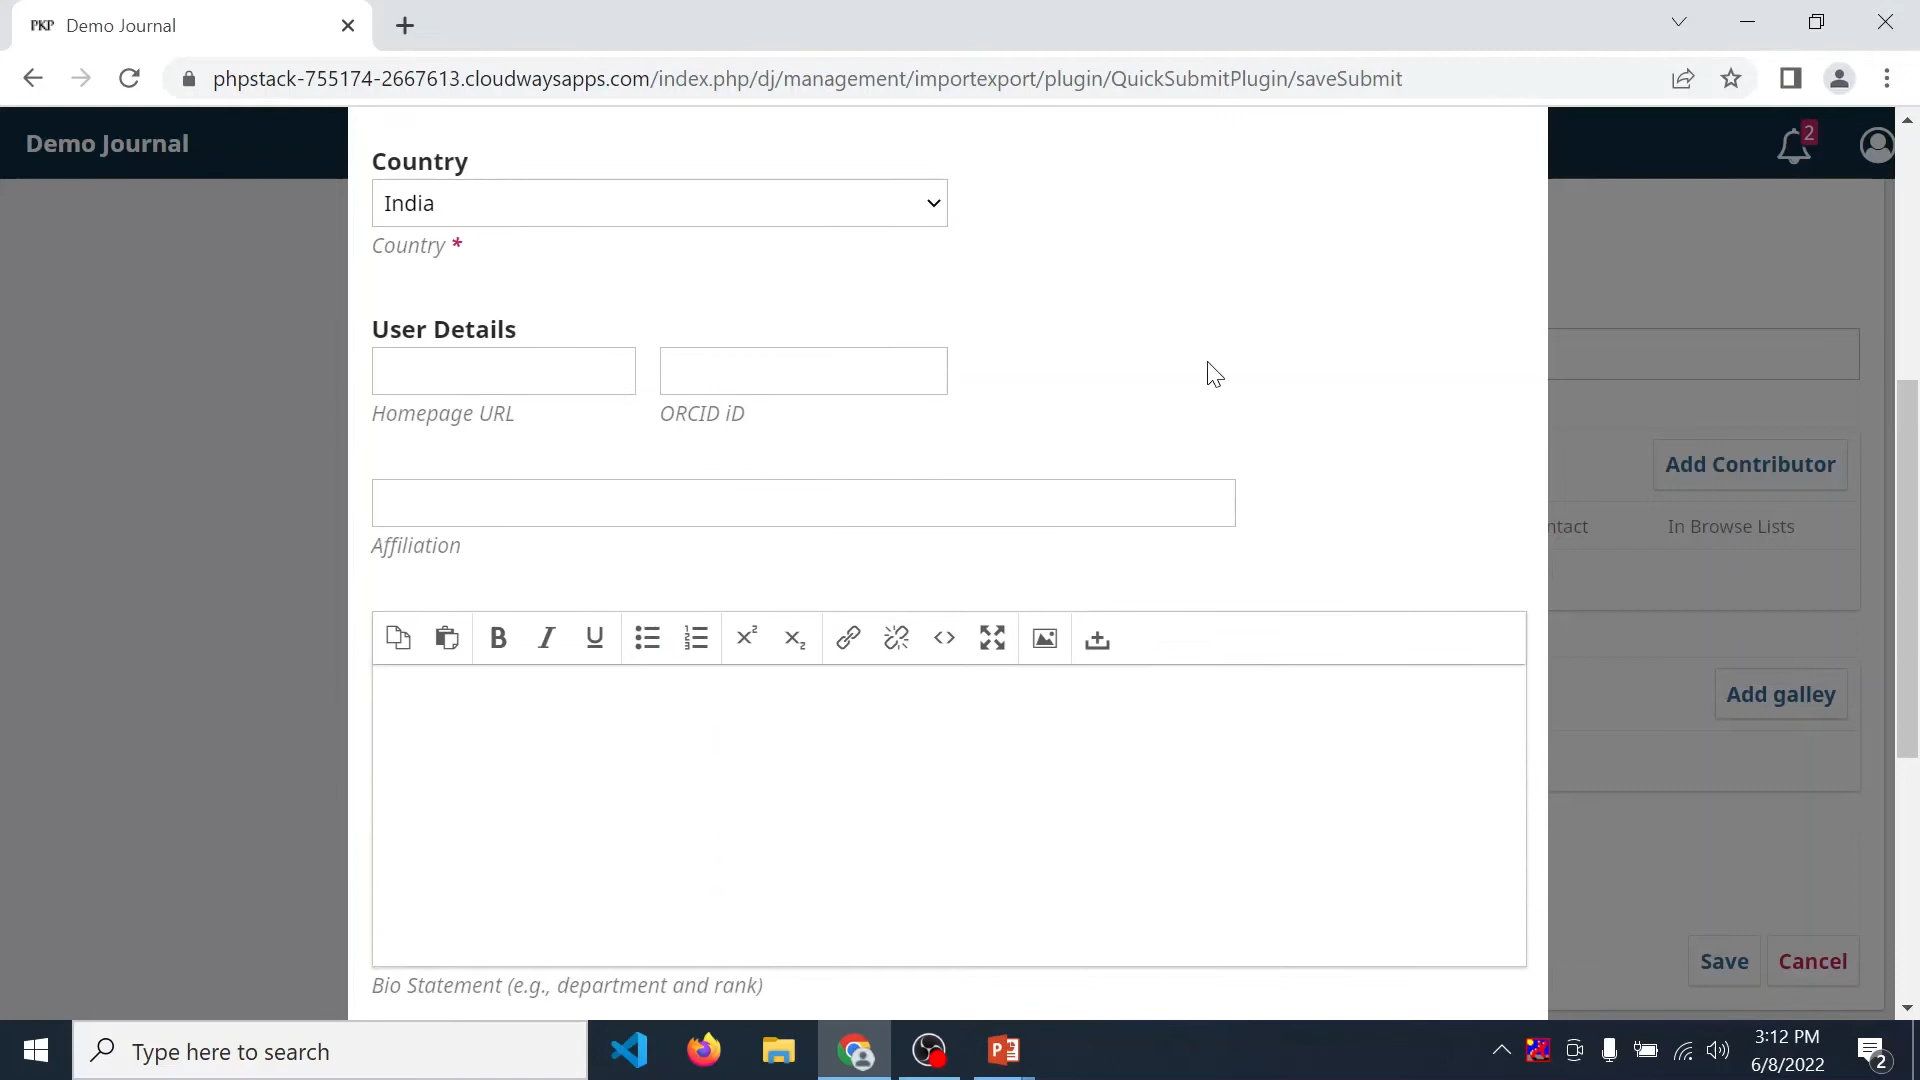 PKP Demo Journal
phpstack-755174-2667613.cloudwaysapps.com/index.php/dj/management/importexport/plugin/QuickSubmitPlugin/saveSubmit
Demo Journal
2
Country
India
Country *
User Details
Homepage URL
ORCID iD
Add Contributor
In Browse Lists
Affiliation
Add galley
Bio Statement (e.g., department and rank)
Save
Cancel
Type here to search
3:12 PM
6/8/2022
2